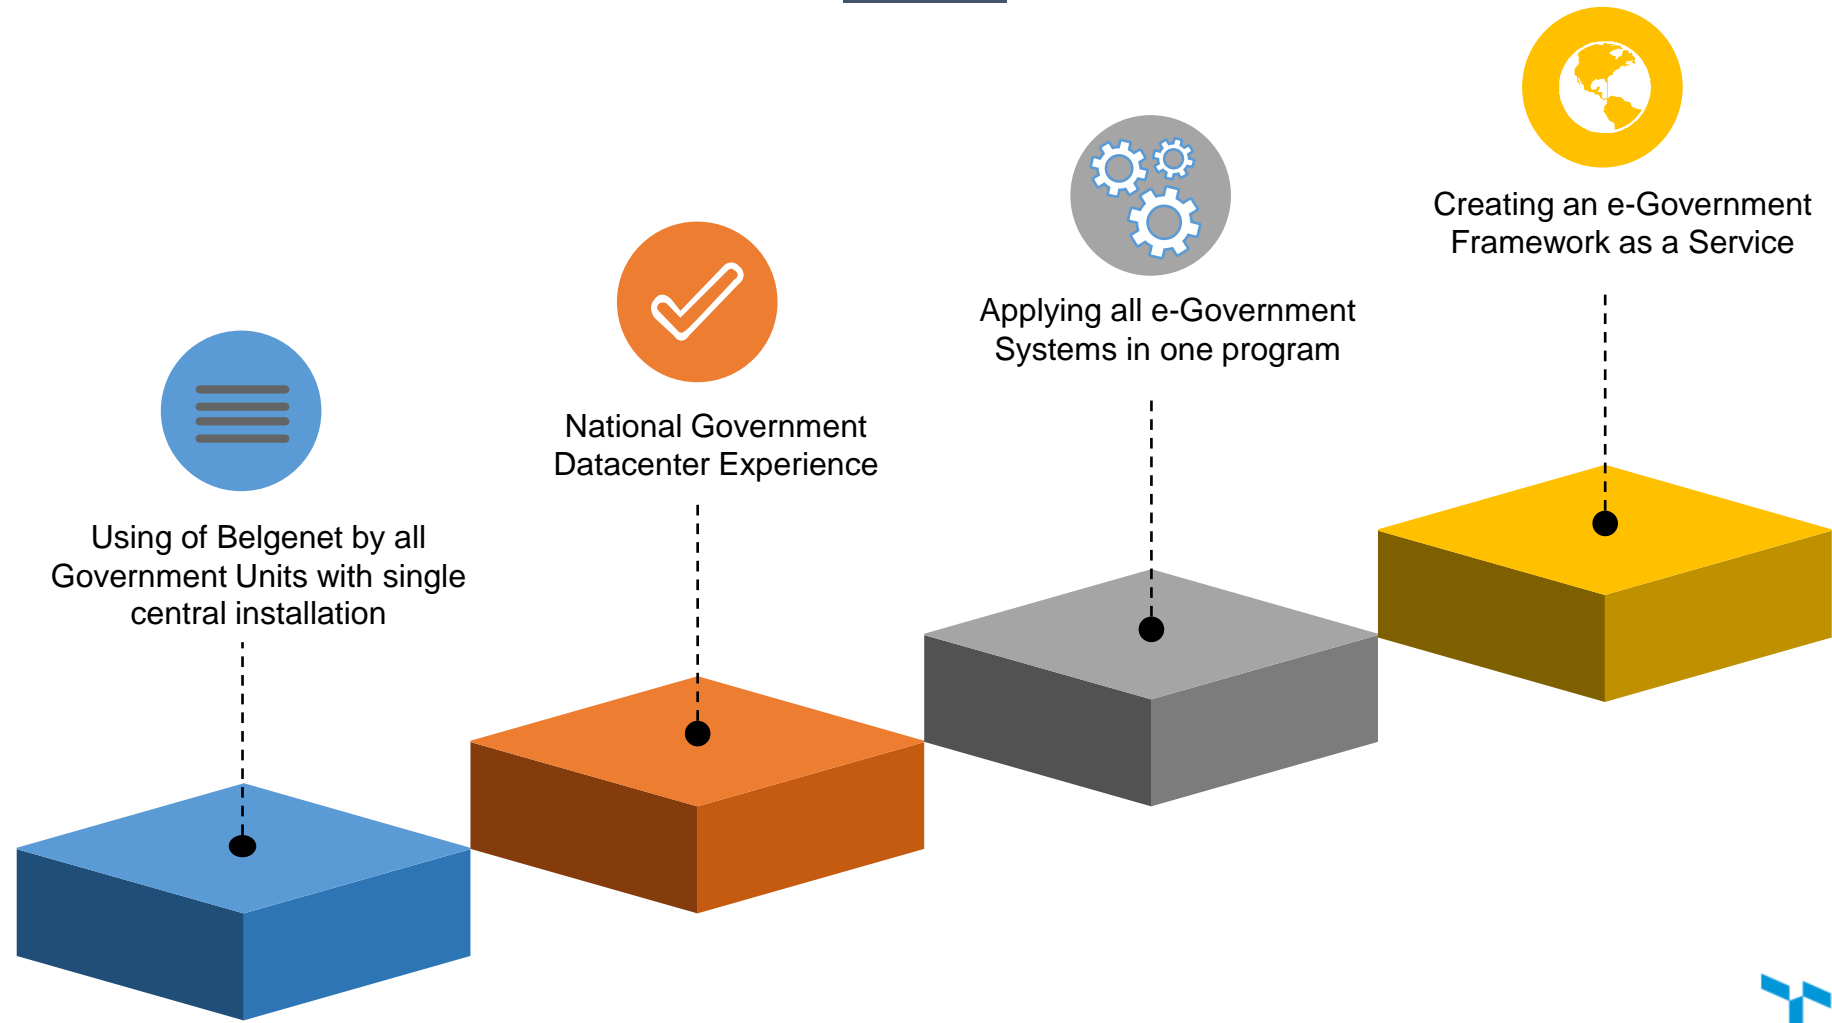 Using of Belgenet by all
Government Units with single
central installation
National Government
Datacenter Experience
Applying all e-Government
Systems in one program
Creating an e-Government
Framework as a Service